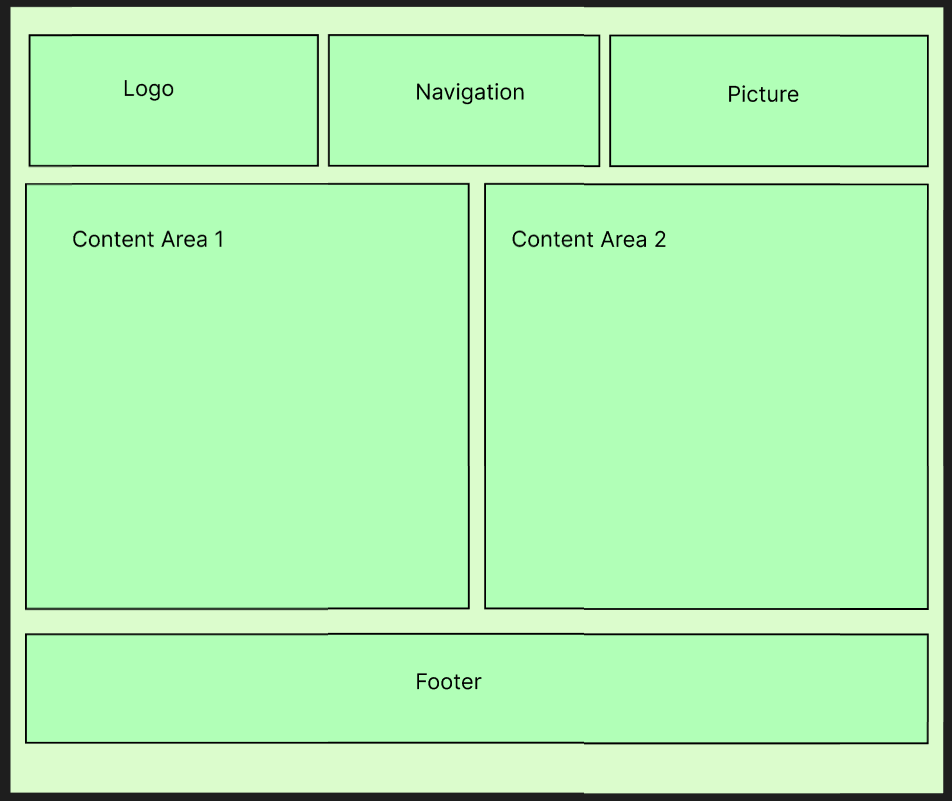 Logo
Navigation
Picture
Content Area 1
Content Area 2
Footer